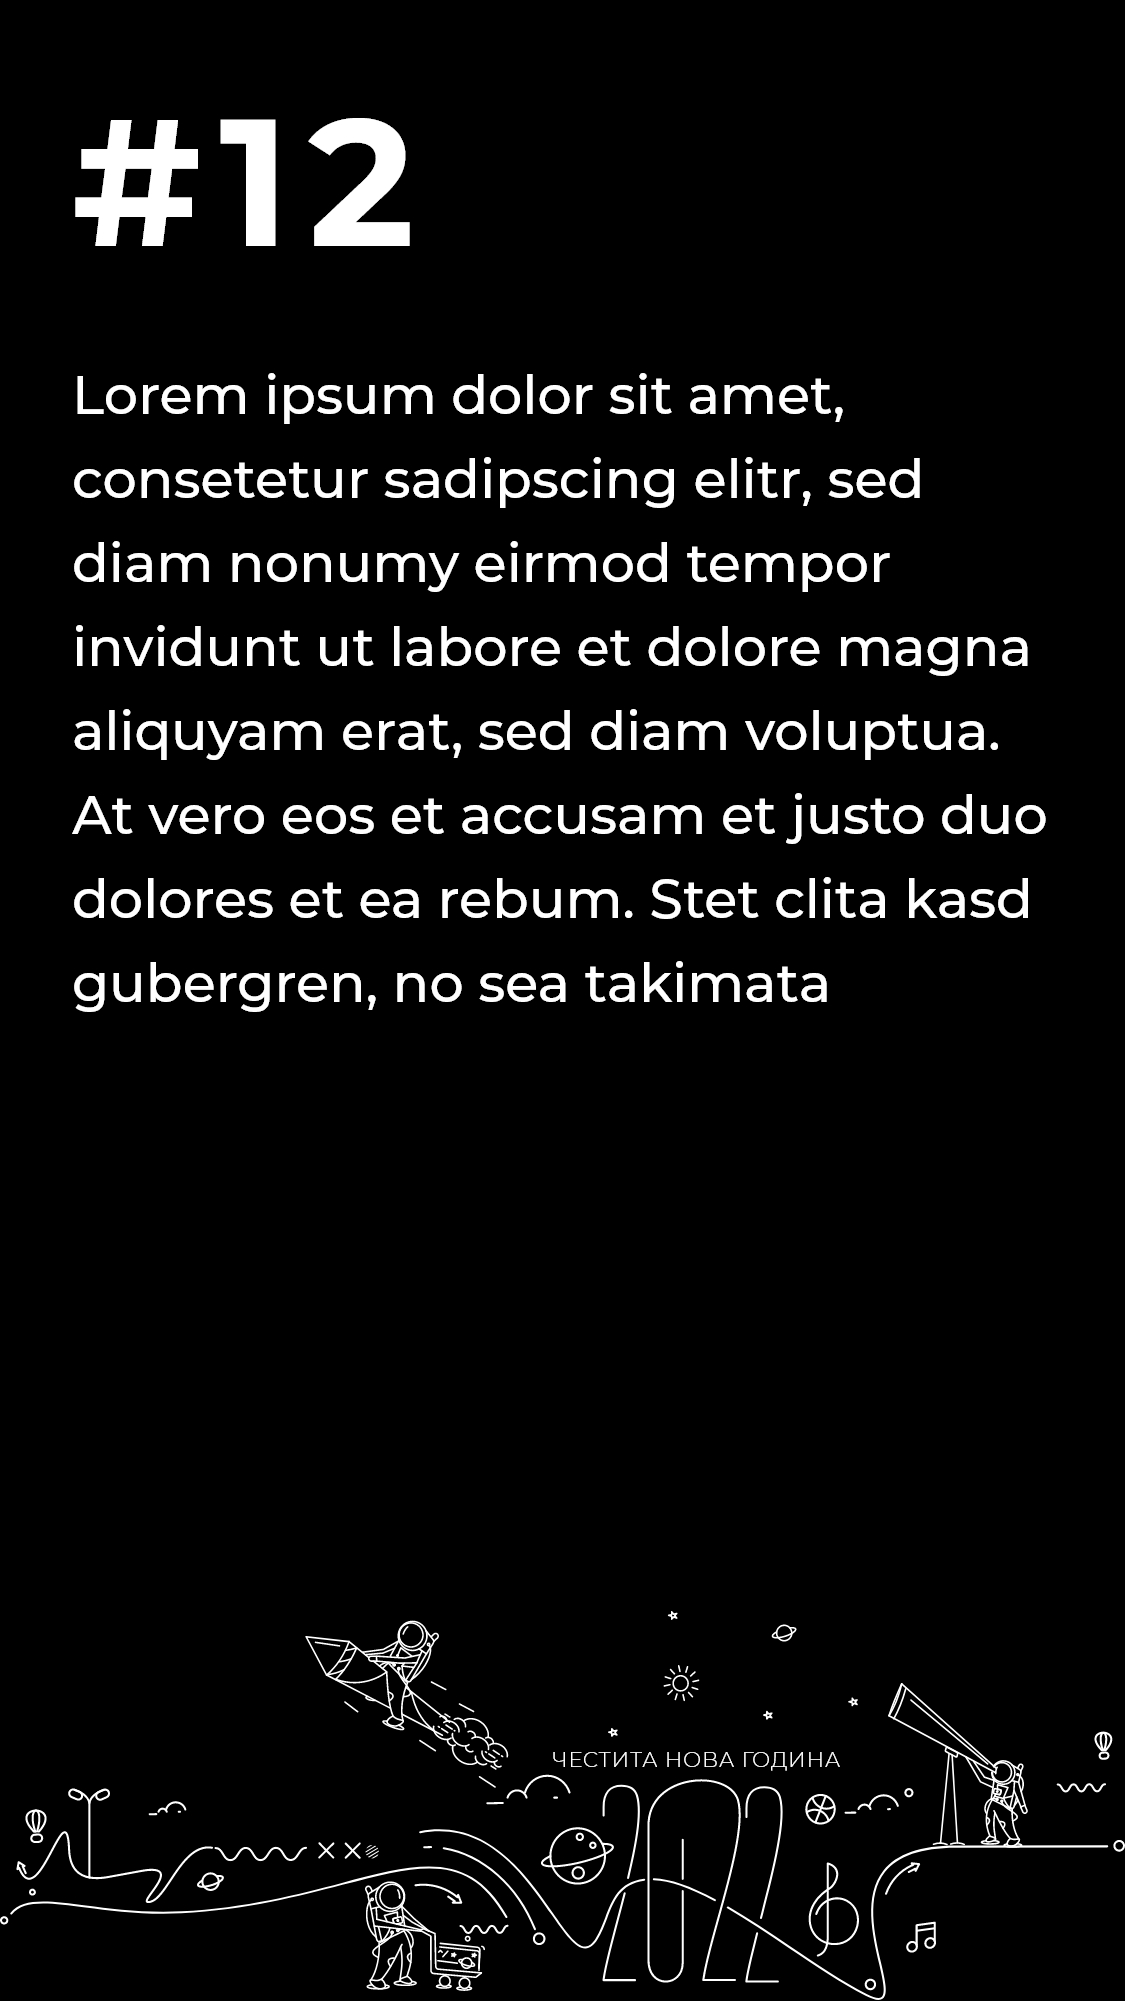 #12
Lorem ipsum dolor sit amet,
consetetur sadipscing elitr, sed
diam nonumy eirmod tempor
invidunt ut labore et dolore magna
aliquyam erat, sed diam voluptua.
At vero eos et accusam et justo duo
dolores et ea rebum. Stet clita kasd
gubergren, no sea takimata
ЧЕСТИТА НОВА ГОДИНА
2022